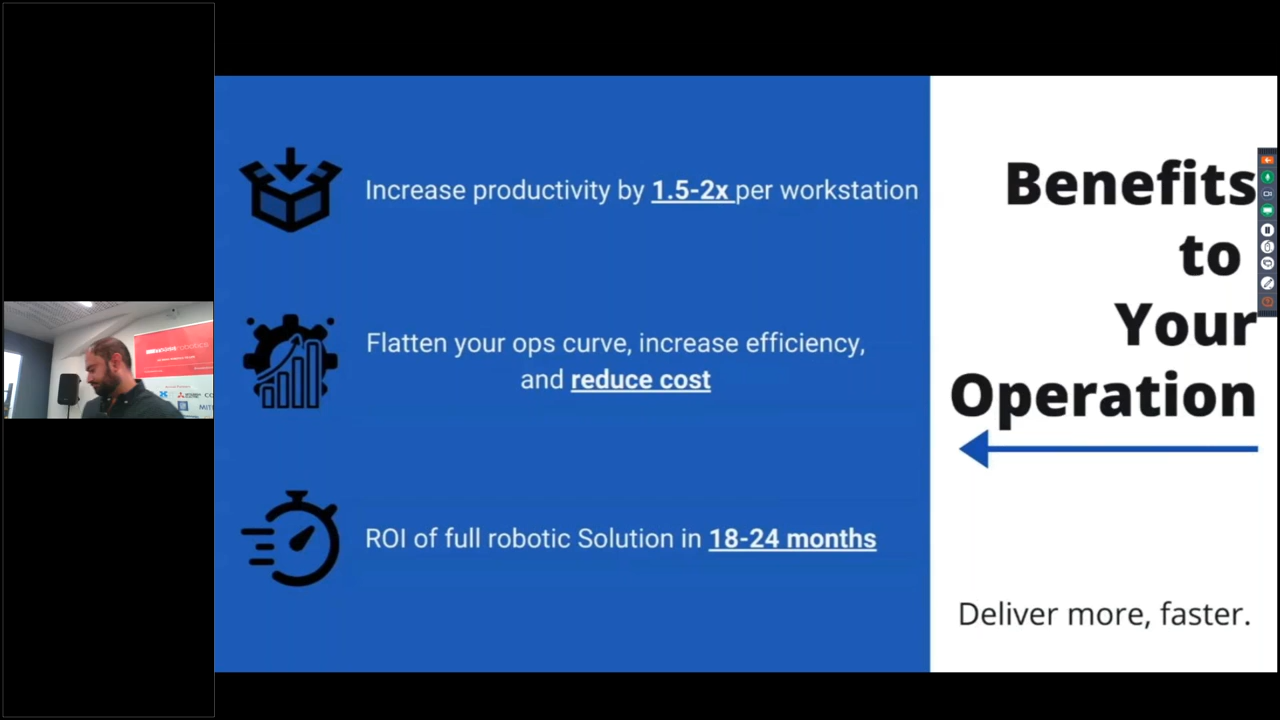 Increase productivity by 1.5-2x per workstation
Flatten your ops curve, increase efficiency,
and reduce cost
ROI of full robotic Solution in 18-24 months
Benefits
to
Your
Operation
Deliver more, faster.
robotics